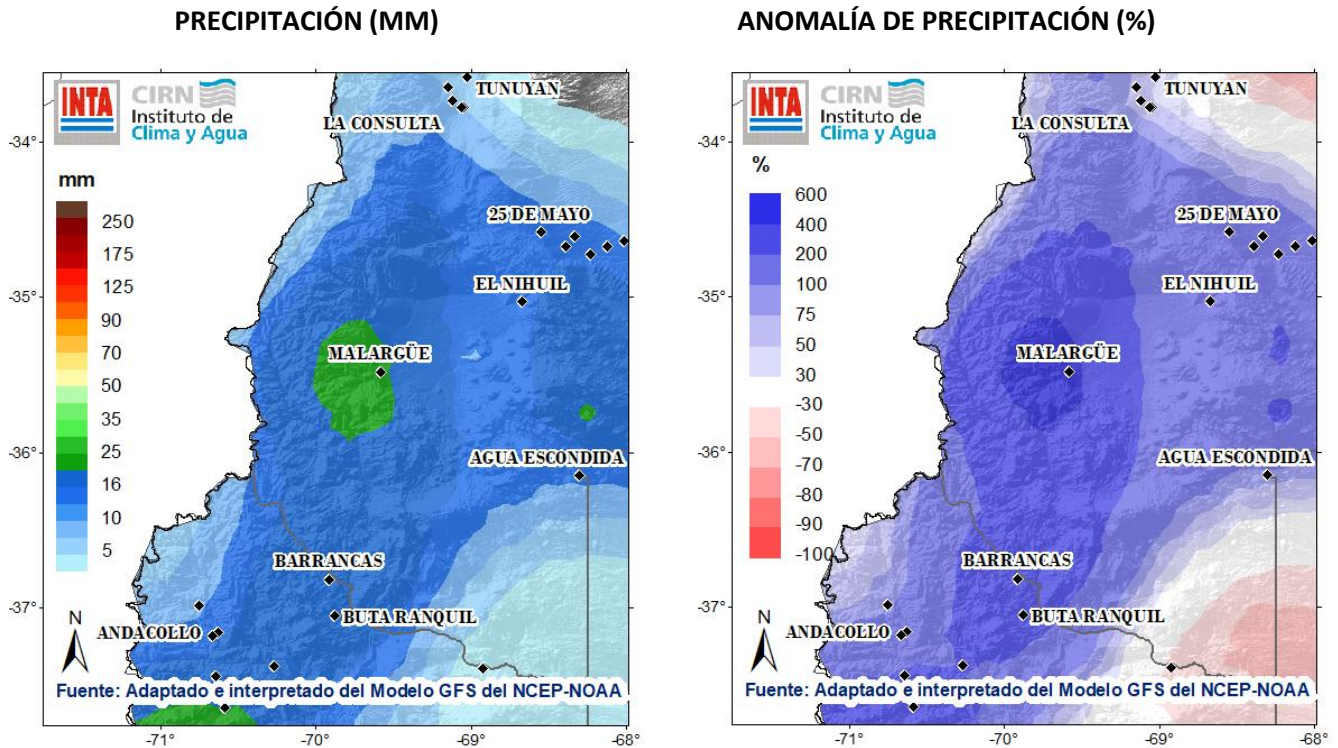 PRECIPITACIÓN (MM)
ANOMALÍA DE PRECIPITACIÓN (%)
INTA
CIRN
Instituto de
Clima y Agua
TUNUYAN
LA CONSULTA
-34°
mm
250
175
125
90
70
50
35
25
16
10
5
25 DE MAYO
EL NIHUIL
-35°
MALARGÜE
-36°
AGUA ESCONDIDA
BARRANCAS
-37°
N
BUTA RANQUIL
ANDACOLLO
Fuente: Adaptado e interpretado del Modelo GFS del NCEP-NOAA
-71°
-70°
-69°
-68°
INTA
CIRN
Instituto de
Clima y Agua
TUNUYAN
LA CONSULTA
-34°
%
600
400
200
100
75
50
30
-30
-50
-70
-80
-90
-100
25 DE MAYO
EL NIHUIL
-35°
MALARGÜE
-36°
AGUA ESCONDIDA
BARRANCAS
-37°
N
BUTA RANQUIL
ANDACOLLO
Fuente: Adaptado e interpretado del Modelo GFS del NCEP-NOAA
-71°
-70°
-69°
-68°